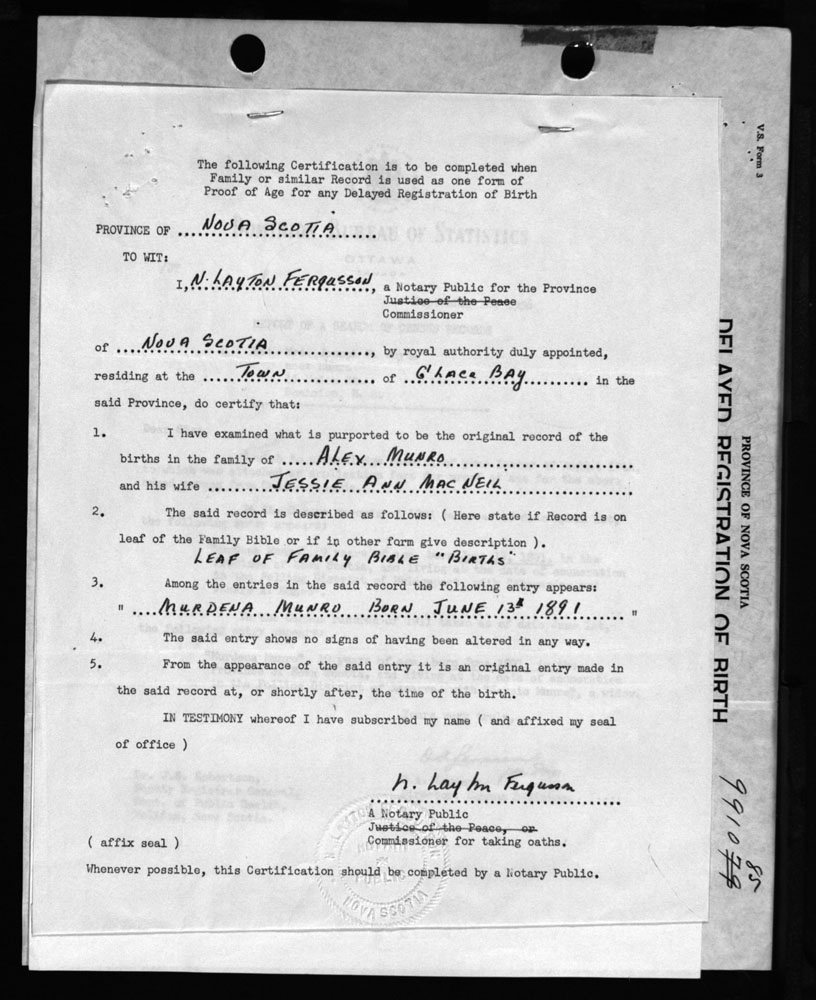 The following Certification is to be completed when
Family or similar Record is used as one form of
Proof of Age for any Delayed Registration of Birth
PROVINCE OF ... NOVA SCOTIA ...
TO WIT:
I, N. LAYTON FERGUSSON, a Notary Public for the Province
Justice of the Peace
Commissioner
of .... NOVA SCOTIA ...................., by royal authority duly appointed,
residing at the ..... TOWN ............. of .. G'LACE BAY .......... in the
said Province, do certify that:
1. I have examined what is purported to be the original record of the
births in the family of ..... ALEX MUNRO ..........................
and his wife ......... JESSIE ANN MAC NEIL ..................
2. The said record is described as follows: ( Here state if Record is on
leaf of the Family Bible or if in other form give description ).
LEAF OF FAMILY BIBLE "BIRTHS"
3. Among the entries in the said record the following entry appears:
" .... MURDENA MUNRO BORN JUNE 13th 1891 ........ "
4. The said entry shows no signs of having been altered in any way.
5. From the appearance of the said entry it is an original entry made in
the said record at, or shortly after, the time of the birth.
IN TESTIMONY whereof I have subscribed my name ( and affixed my seal
of office )
N. Layton Fergusson
A Notary Public
Justice of the Peace, or
Commissioner for taking oaths.
( affix seal )
Whenever possible, this Certification should be completed by a Notary Public.
N. LAYTON FERGUSSON
NOTARY
PUBLIC
NOVA SCOTIA
V.S. Form 3
PROVINCE OF NOVA SCOTIA
DELAYED REGISTRATION OF BIRTH
85
991078